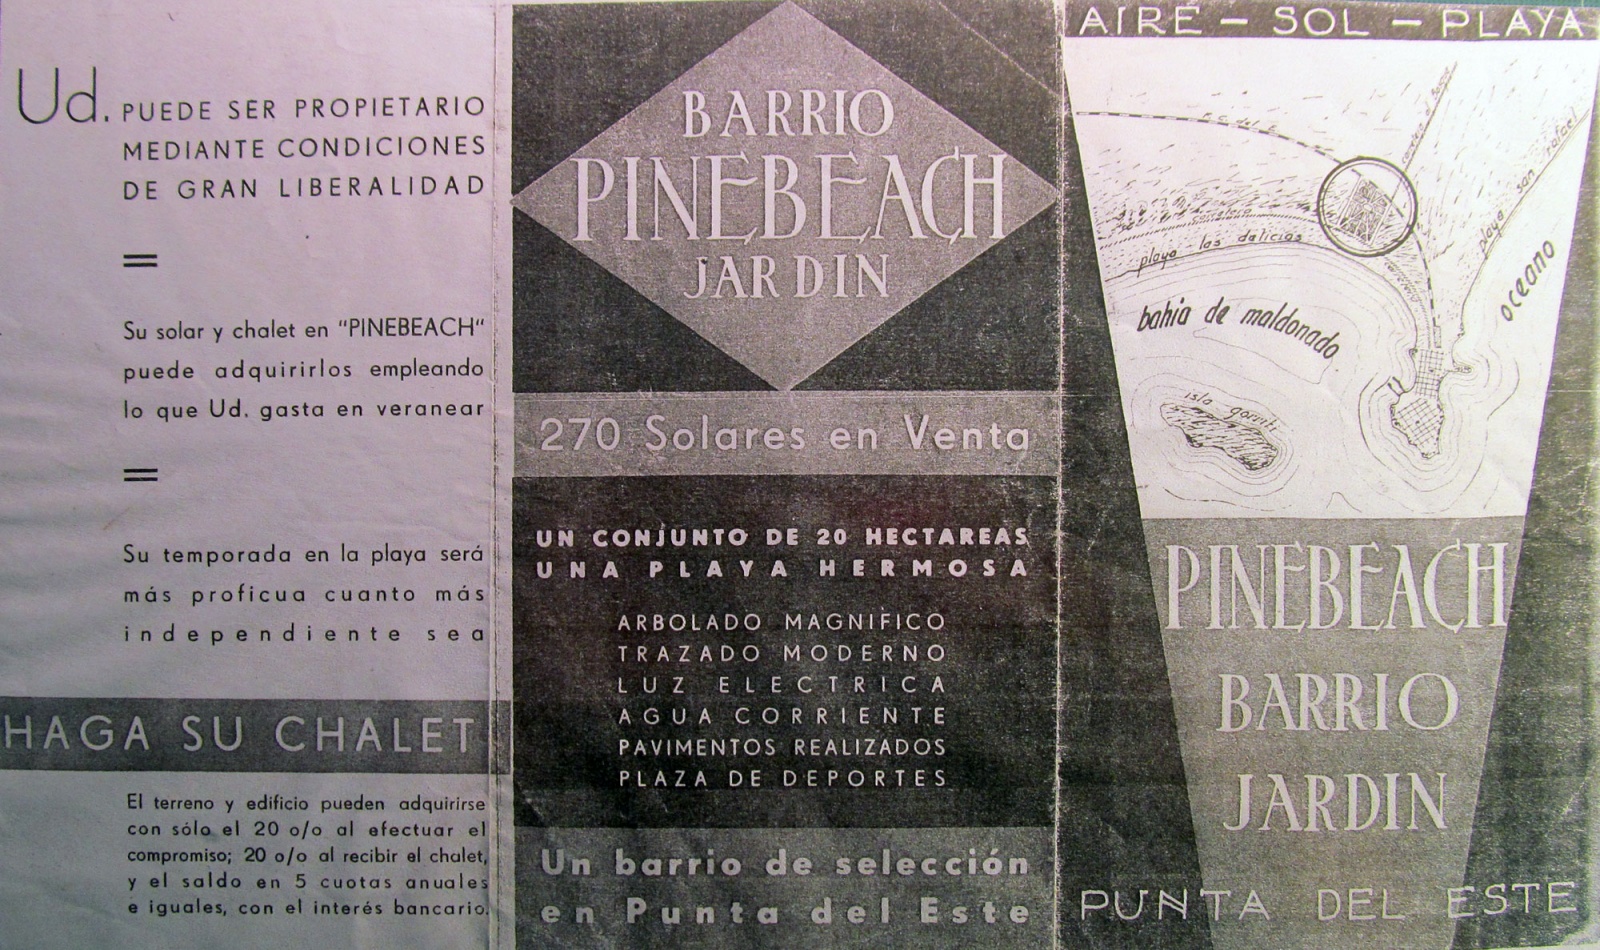 Ud. PUEDE SER PROPIETARIO
MEDIANTE CONDICIONES
DE GRAN LIBERALIDAD
Su solar y chalet en "PINEBEACH"
puede adquirirlos empleando
lo que Ud. gasta en veranear
Su temporada en la playa será
más proficua cuanto más
independiente sea
HAGA SU CHALET
El terreno y edificio pueden adquirirse
con sólo el 20 o/o al efectuar el
compromiso; 20 o/o al recibir el chalet,
y el saldo en 5 cuotas anuales
e iguales, con el interés bancario.
BARRIO
PINEBEACH
JARDIN
270 Solares en Venta
UN CONJUNTO DE 20 HECTAREAS
UNA PLAYA HERMOSA
ARBOLADO MAGNIFICO
TRAZADO MODERNO
LUZ ELECTRICA
AGUA CORRIENTE
PAVIMENTOS REALIZADOS
PLAZA DE DEPORTES
Un barrio de selección
en Punta del Este
AIRE - SOL - PLAYA
F.C. del E.
carretera
playa las delicias
playa san rafael
oceano
bahia de maldonado
isla gorriti
PINEBEACH
BARRIO
JARDIN
PUNTA DEL ESTE